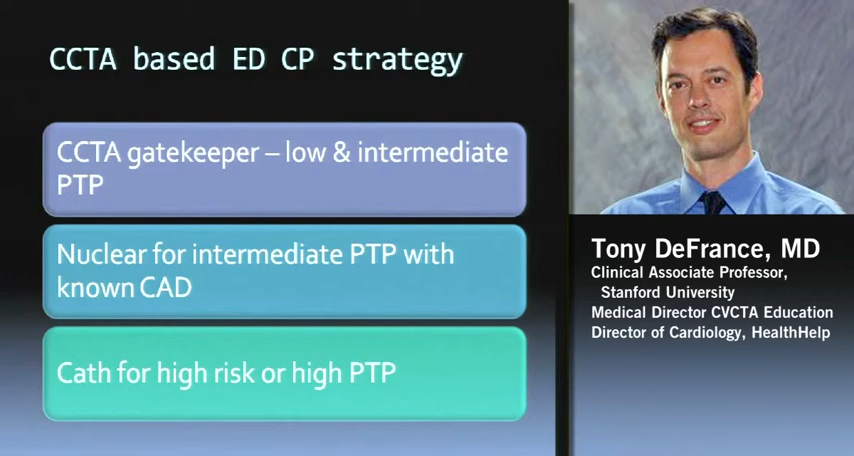 CCTA based ED CP strategy
CCTA gatekeeper – low & intermediate
PTP
Nuclear for intermediate PTP with
known CAD
Cath for high risk or high PTP
Tony DeFrance, MD
Clinical Associate Professor,
Stanford University
Medical Director CVCTA Education
Director of Cardiology, HealthHelp